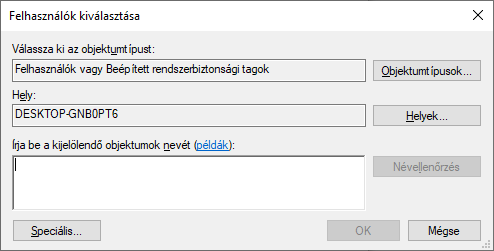 Felhasználók kiválasztása
Válassza ki az objektumtípust:
Felhasználók vagy Beépített rendszerbiztonsági tagok
Objektumtípusok...
Hely:
DESKTOP-GNB0PT6
Helyek...
Írja be a kijelölendő objektumok nevét (példák):
Névellenőrzés
Speciális...
OK
Mégse